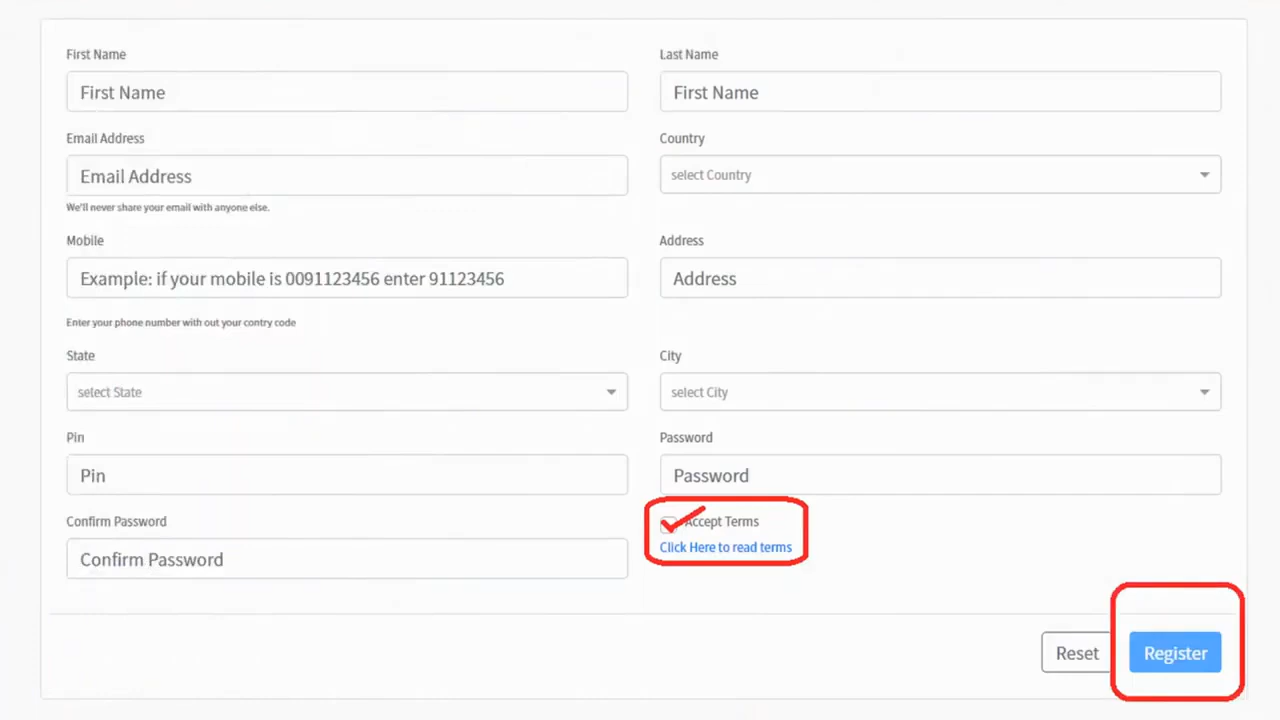 First Name
Last Name
First Name
First Name
Email Address
Country
Email Address
select Country
We'll never share your email with anyone else.
Mobile
Address
Example: if your mobile is 0091123456 enter 91123456
Address
Enter your phone number with out your contry code
State
City
select State
select City
Pin
Password
Pin
Password
Confirm Password
Accept Terms
Click Here to read terms
Confirm Password
Reset
Register